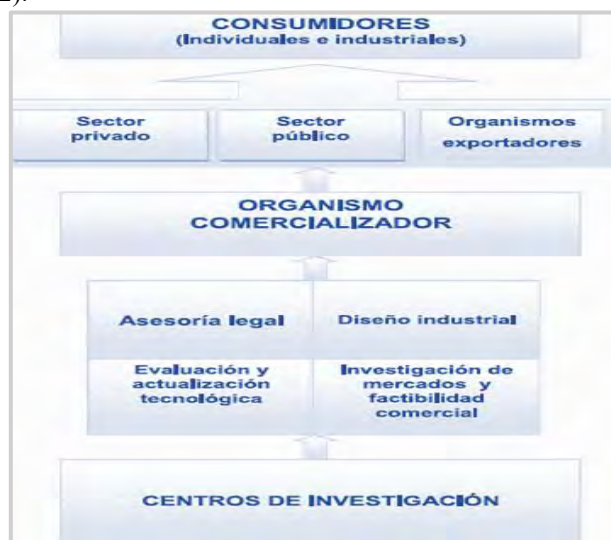 2).
CONSUMIDORES
(Individuales e industriales)
Sector
privado
Sector
público
Organismos
exportadores
ORGANISMO
COMERCIALIZADOR
Asesoría legal
Diseño industrial
Evaluación y
actualización
tecnológica
Investigación de
mercados y
factibilidad
comercial
CENTROS DE INVESTIGACIÓN